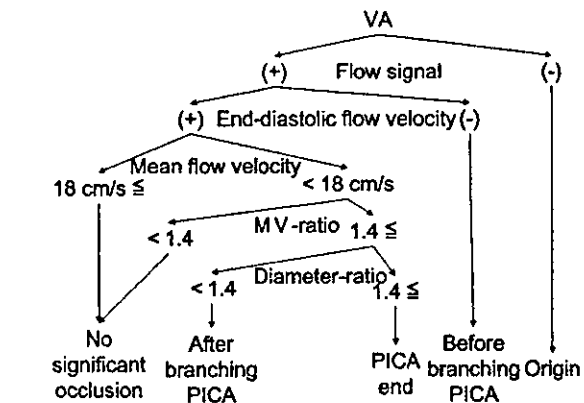 VA
(+) Flow signal (-)
(+) End-diastolic flow velocity (-)
Mean flow velocity
18 cm/s ≦ < 18 cm/s
< 1.4 MV-ratio 1.4 ≦
Diameter-ratio
< 1.4 1.4 ≦
No
significant
occlusion
After
branching
PICA
PICA
end
Before
branching
PICA
Origin